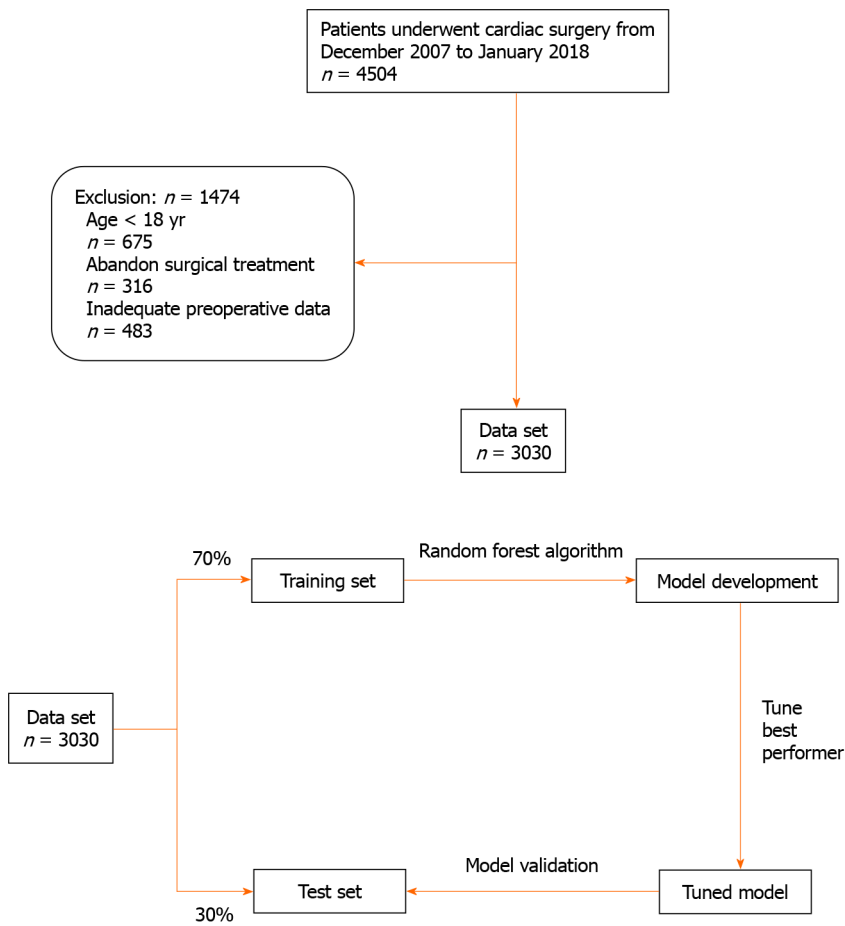 Patients underwent cardiac surgery from
December 2007 to January 2018
n = 4504
Exclusion: n = 1474
Age < 18 yr
n = 675
Abandon surgical treatment
n = 316
Inadequate preoperative data
n = 483
Data set
n = 3030
70%
Training set
Random forest algorithm
Model development
Data set
n = 3030
Tune
best
performer
30%
Test set
Model validation
Tuned model